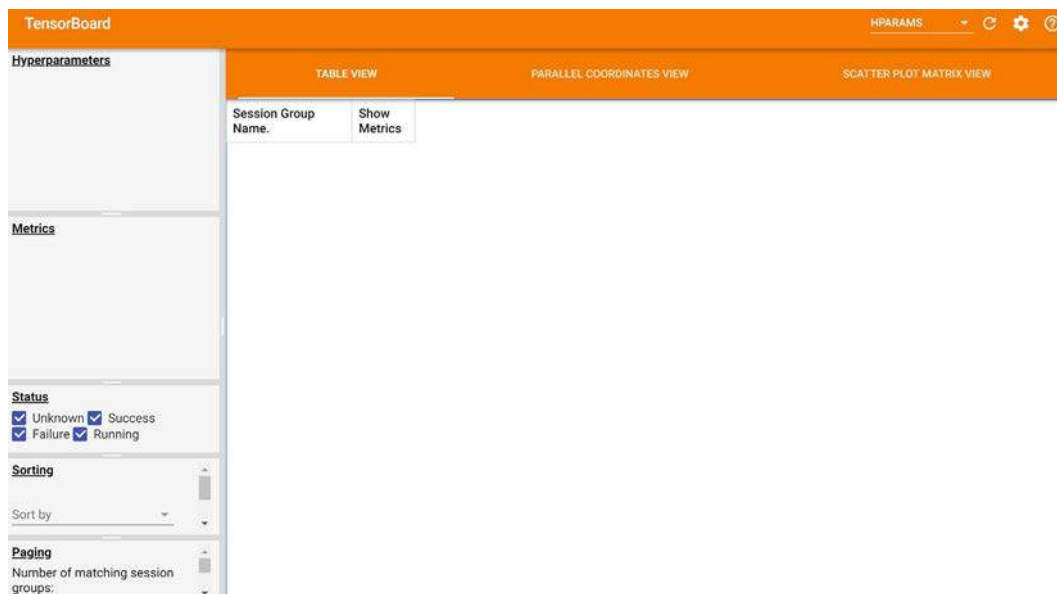 TensorBoard
HPARAMS
Hyperparameters
TABLE VIEW
PARALLEL COORDINATES VIEW
SCATTER PLOT MATRIX VIEW
Session Group
Name.
Show
Metrics
Metrics
Status
Unknown Success
Failure Running
Sorting
Sort by
Paging
Number of matching session
groups: